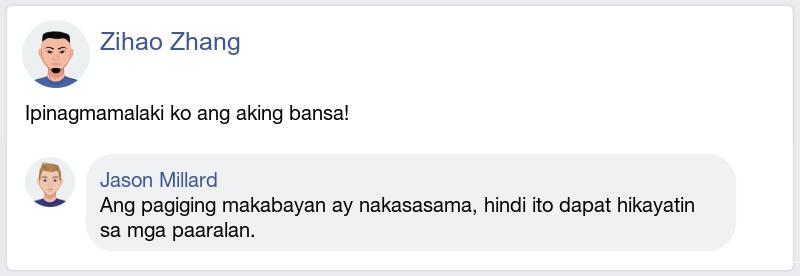 Zihao Zhang
Ipinagmamalaki ko ang aking bansa!
Jason Millard
Ang pagiging makabayan ay nakasasama, hindi ito dapat hikayatin
sa mga paaralan.